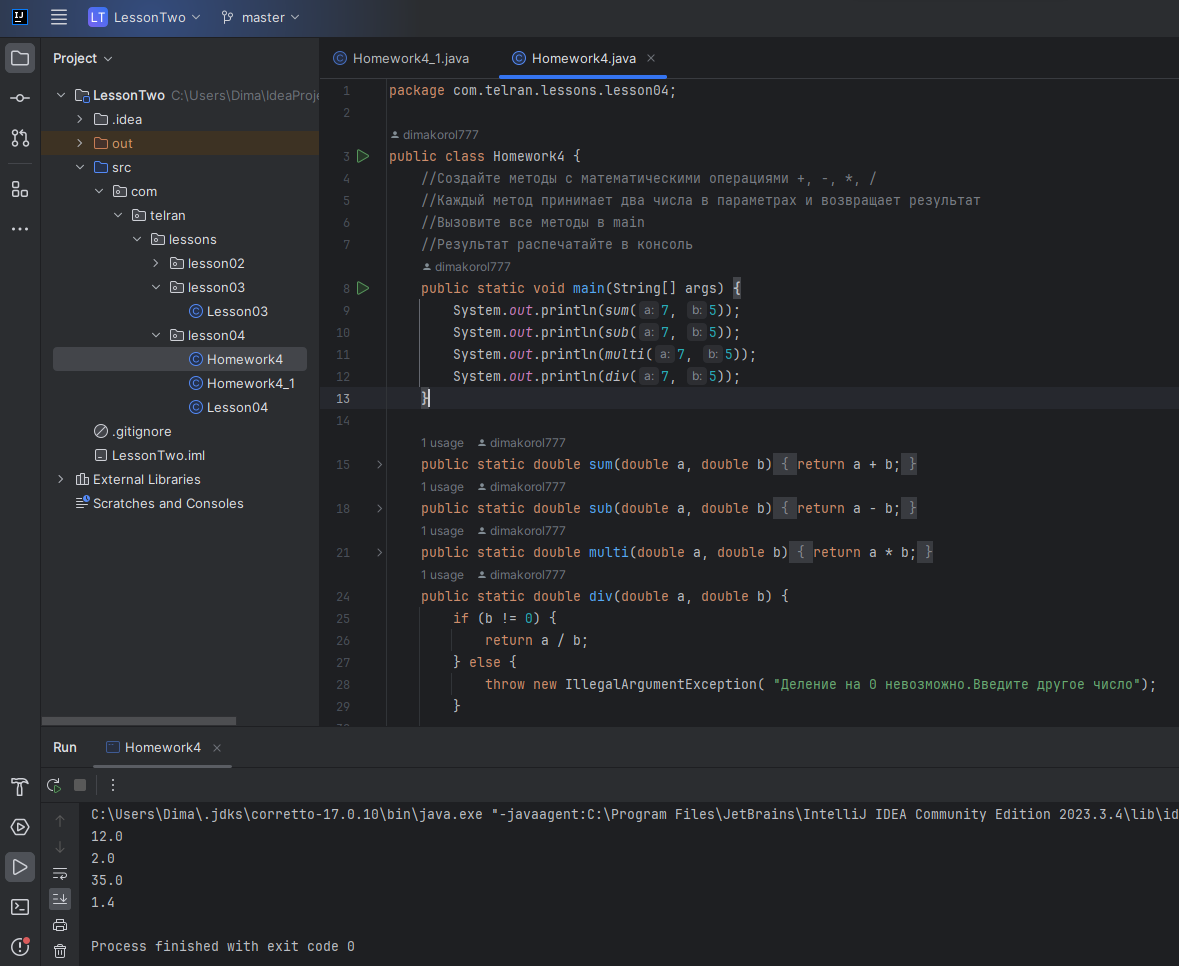 LT LessonTwo master
Project
Homework4_1.java Homework4.java
LessonTwo C:\Users\Dima\IdeaProje
.idea
out
src
com
telran
lessons
lesson02
lesson03
Lesson03
lesson04
Homework4
Homework4_1
Lesson04
.gitignore
LessonTwo.iml
External Libraries
Scratches and Consoles
1 package com.telran.lessons.lesson04;
2
dimakorol777
3 public class Homework4 {
4 //Создайте методы с математическими операциями +, -, *, /
5 //Каждый метод принимает два числа в параметрах и возвращает результат
6 //Вызовите все методы в main
7 //Результат распечатайте в консоль
dimakorol777
8 public static void main(String[] args) {
9 System.out.println(sum( a: 7, b: 5));
10 System.out.println(sub( a: 7, b: 5));
11 System.out.println(multi( a: 7, b: 5));
12 System.out.println(div( a: 7, b: 5));
13 }
14
1 usage dimakorol777
15 public static double sum(double a, double b) { return a + b; }
1 usage dimakorol777
18 public static double sub(double a, double b) { return a - b; }
1 usage dimakorol777
21 public static double multi(double a, double b) { return a * b; }
1 usage dimakorol777
24 public static double div(double a, double b) {
25 if (b != 0) {
26 return a / b;
27 } else {
28 throw new IllegalArgumentException( "Деление на 0 невозможно.Введите другое число");
29 }
Run Homework4
C:\Users\Dima\.jdks\corretto-17.0.10\bin\java.exe "-javaagent:C:\Program Files\JetBrains\IntelliJ IDEA Community Edition 2023.3.4\lib\id
12.0
2.0
35.0
1.4
Process finished with exit code 0